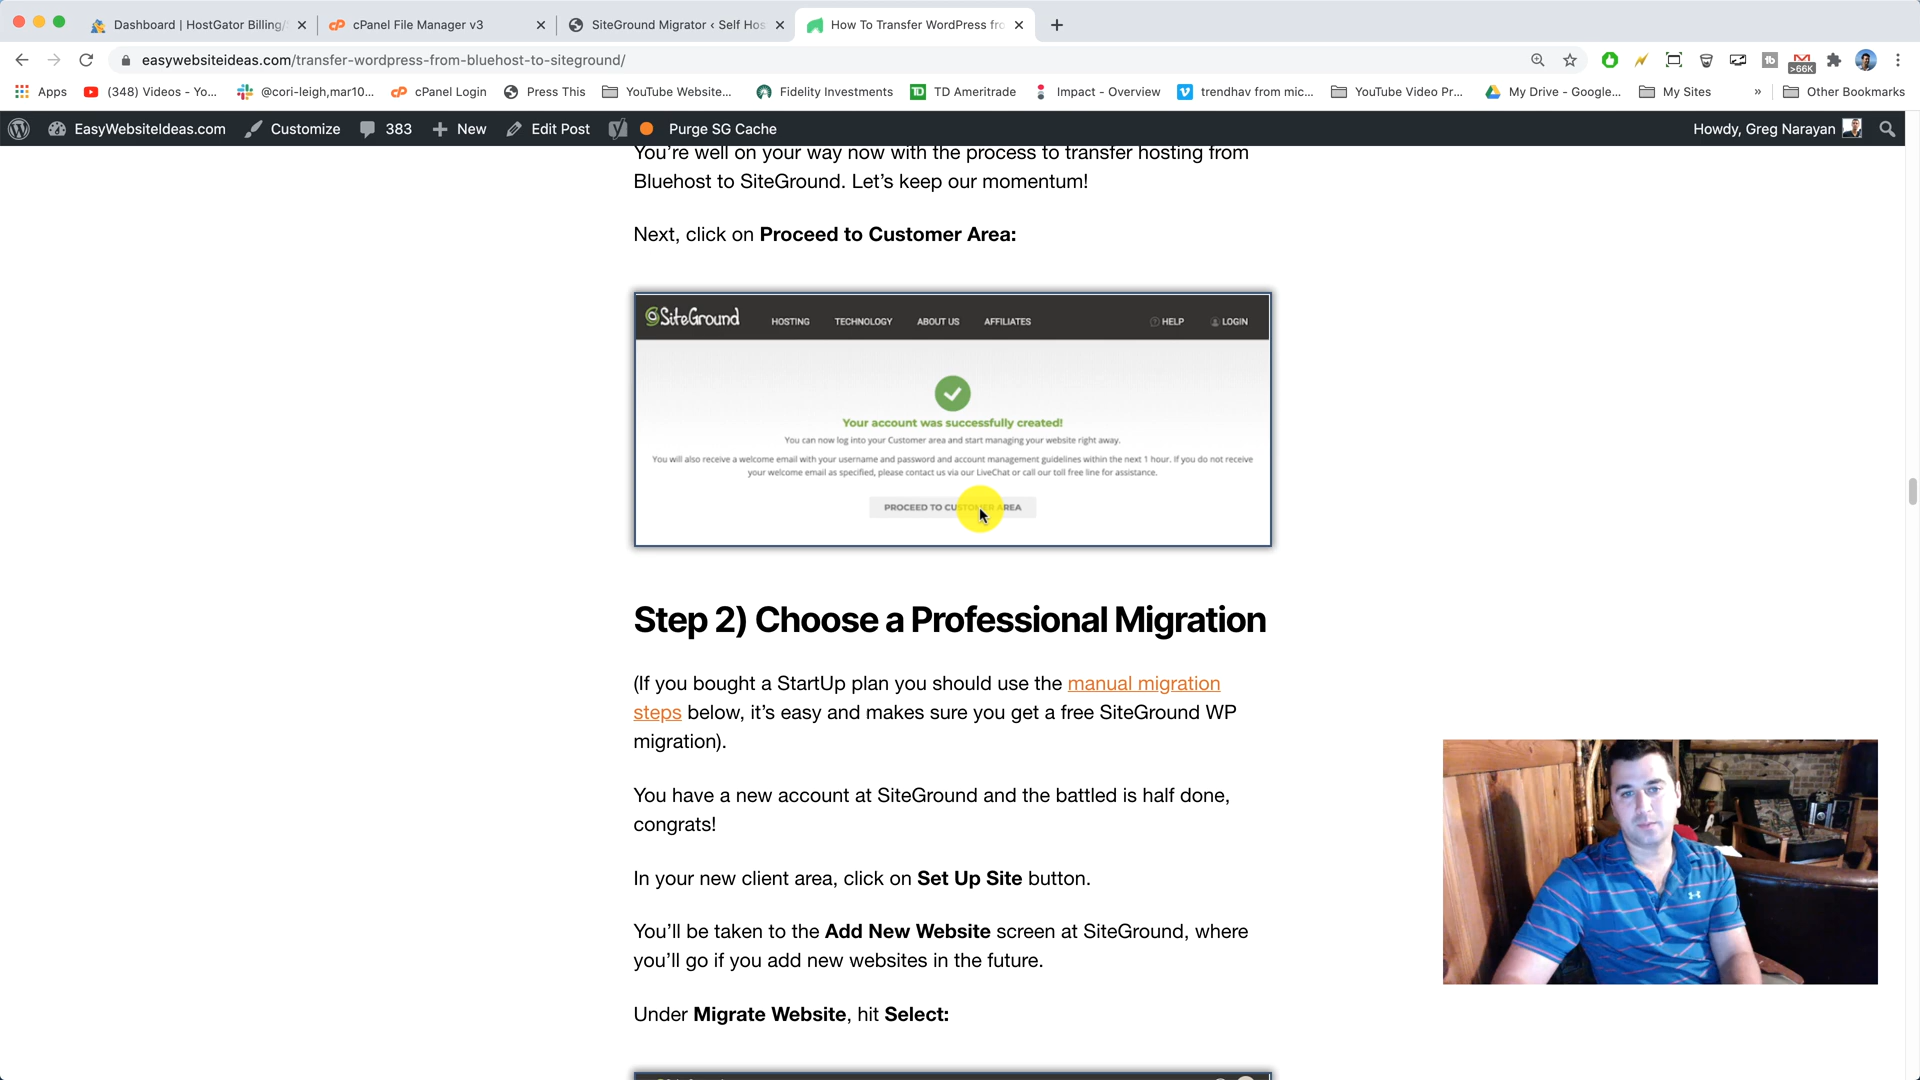 Dashboard | HostGator Billing/
cPanel File Manager v3
SiteGround Migrator ‹ Self Hos
How To Transfer WordPress fro
easywebsiteideas.com/transfer-wordpress-from-bluehost-to-siteground/
>66K
Apps
(348) Videos - Yo...
@cori-leigh,mar10...
cPanel Login
Press This
YouTube Website...
Fidelity Investments
TD Ameritrade
Impact - Overview
trendhav from mic...
YouTube Video Pr...
My Drive - Google...
My Sites
»
Other Bookmarks
EasyWebsiteIdeas.com
Customize
383
New
Edit Post
Purge SG Cache
Howdy, Greg Narayan
You’re well on your way now with the process to transfer hosting from
Bluehost to SiteGround. Let’s keep our momentum!
Next, click on Proceed to Customer Area:
SiteGround
HOSTING
TECHNOLOGY
ABOUT US
AFFILIATES
HELP
LOGIN
Your account was successfully created!
You can now log into your Customer area and start managing your website right away.
You will also receive a welcome email with your username and password and account management guidelines within the next 1 hour. If you do not receive
your welcome email as specified, please contact us via our LiveChat or call our toll free line for assistance.
PROCEED TO CUSTOMER AREA
Step 2) Choose a Professional Migration
(If you bought a StartUp plan you should use the manual migration
steps below, it’s easy and makes sure you get a free SiteGround WP
migration).
You have a new account at SiteGround and the battled is half done,
congrats!
In your new client area, click on Set Up Site button.
You’ll be taken to the Add New Website screen at SiteGround, where
you’ll go if you add new websites in the future.
Under Migrate Website, hit Select: